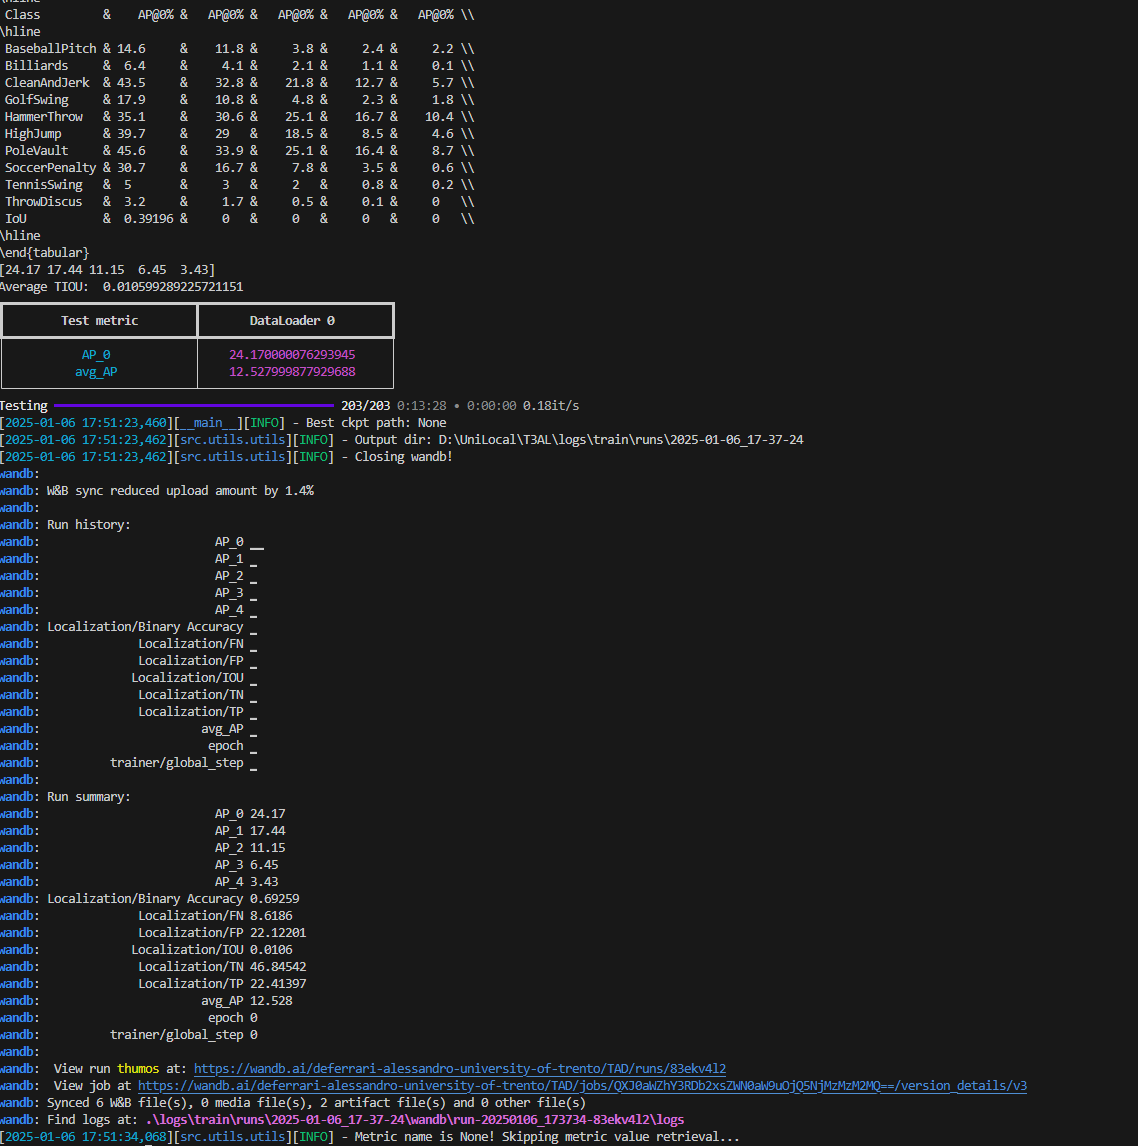 \hline
Class & AP@0% & AP@0% & AP@0% & AP@0% & AP@0% \\
\hline
BaseballPitch & 14.6 & 11.8 & 3.8 & 2.4 & 2.2 \\
Billiards & 6.4 & 4.1 & 2.1 & 1.1 & 0.1 \\
CleanAndJerk & 43.5 & 32.8 & 21.8 & 12.7 & 5.7 \\
GolfSwing & 17.9 & 10.8 & 4.8 & 2.3 & 1.8 \\
HammerThrow & 35.1 & 30.6 & 25.1 & 16.7 & 10.4 \\
HighJump & 39.7 & 29 & 18.5 & 8.5 & 4.6 \\
PoleVault & 45.6 & 33.9 & 25.1 & 16.4 & 8.7 \\
SoccerPenalty & 30.7 & 16.7 & 7.8 & 3.5 & 0.6 \\
TennisSwing & 5 & 3 & 2 & 0.8 & 0.2 \\
ThrowDiscus & 3.2 & 1.7 & 0.5 & 0.1 & 0 \\
IoU & 0.39196 & 0 & 0 & 0 & 0 \\
\hline
\end{tabular}
[24.17 17.44 11.15 6.45 3.43]
Average TIOU: 0.010599289225721151
Test metric DataLoader 0
AP_0 24.170000076293945
avg_AP 12.527999877929688
Testing 203/203 0:13:28 • 0:00:00 0.18it/s
[2025-01-06 17:51:23,460][__main__][INFO] - Best ckpt path: None
[2025-01-06 17:51:23,462][src.utils.utils][INFO] - Output dir: D:\UniLocal\T3AL\logs\train\runs\2025-01-06_17-37-24
[2025-01-06 17:51:23,462][src.utils.utils][INFO] - Closing wandb!
wandb:
wandb: W&B sync reduced upload amount by 1.4%
wandb:
wandb: Run history:
wandb: AP_0 __
wandb: AP_1 _
wandb: AP_2 _
wandb: AP_3 _
wandb: AP_4 _
wandb: Localization/Binary Accuracy _
wandb: Localization/FN _
wandb: Localization/FP _
wandb: Localization/IOU _
wandb: Localization/TN _
wandb: Localization/TP _
wandb: avg_AP _
wandb: epoch _
wandb: trainer/global_step _
wandb:
wandb: Run summary:
wandb: AP_0 24.17
wandb: AP_1 17.44
wandb: AP_2 11.15
wandb: AP_3 6.45
wandb: AP_4 3.43
wandb: Localization/Binary Accuracy 0.69259
wandb: Localization/FN 8.6186
wandb: Localization/FP 22.12201
wandb: Localization/IOU 0.0106
wandb: Localization/TN 46.84542
wandb: Localization/TP 22.41397
wandb: avg_AP 12.528
wandb: epoch 0
wandb: trainer/global_step 0
wandb:
wandb: View run thumos at: https://wandb.ai/deferrari-alessandro-university-of-trento/TAD/runs/83ekv4l2
wandb: View job at https://wandb.ai/deferrari-alessandro-university-of-trento/TAD/jobs/QXJ0aWZhY3RDb2xsZWN0aW9uOjQ5NjMzMzM2MQ==/version_details/v3
wandb: Synced 6 W&B file(s), 0 media file(s), 2 artifact file(s) and 0 other file(s)
wandb: Find logs at: .\logs\train\runs\2025-01-06_17-37-24\wandb\run-20250106_173734-83ekv4l2\logs
[2025-01-06 17:51:34,068][src.utils.utils][INFO] - Metric name is None! Skipping metric value retrieval...